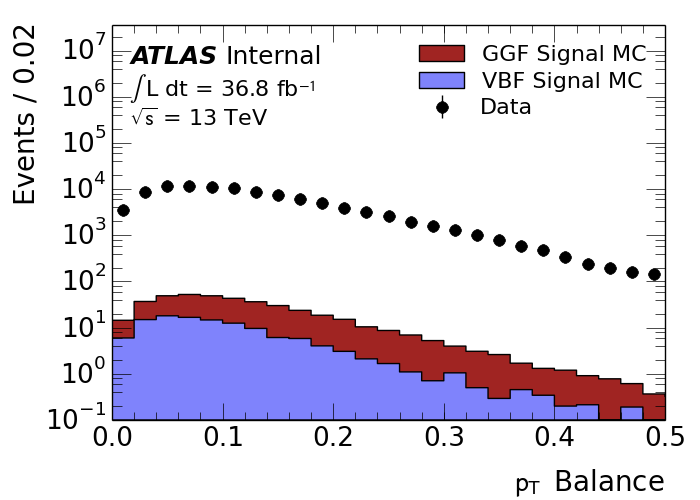 ATLAS Internal
∫L dt = 36.8 fb⁻¹
√s = 13 TeV
GGF Signal MC
VBF Signal MC
Data
Events / 0.02
10⁷
10⁶
10⁵
10⁴
10³
10²
10¹
10⁰
10⁻¹
0.0 0.1 0.2 0.3 0.4 0.5
p_T Balance